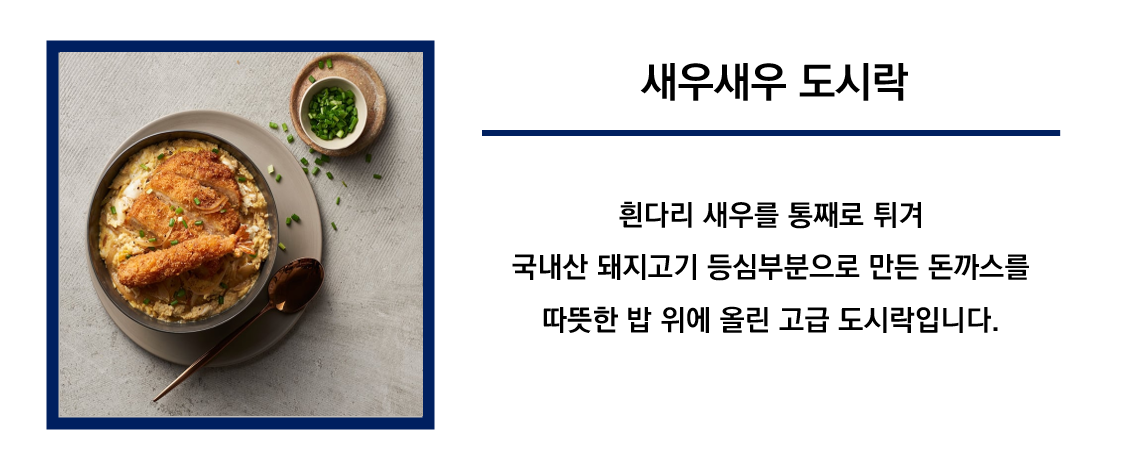 새우새우 도시락
흰다리 새우를 통째로 튀겨
국내산 돼지고기 등심부분으로 만든 돈까스를
따뜻한 밥 위에 올린 고급 도시락입니다.